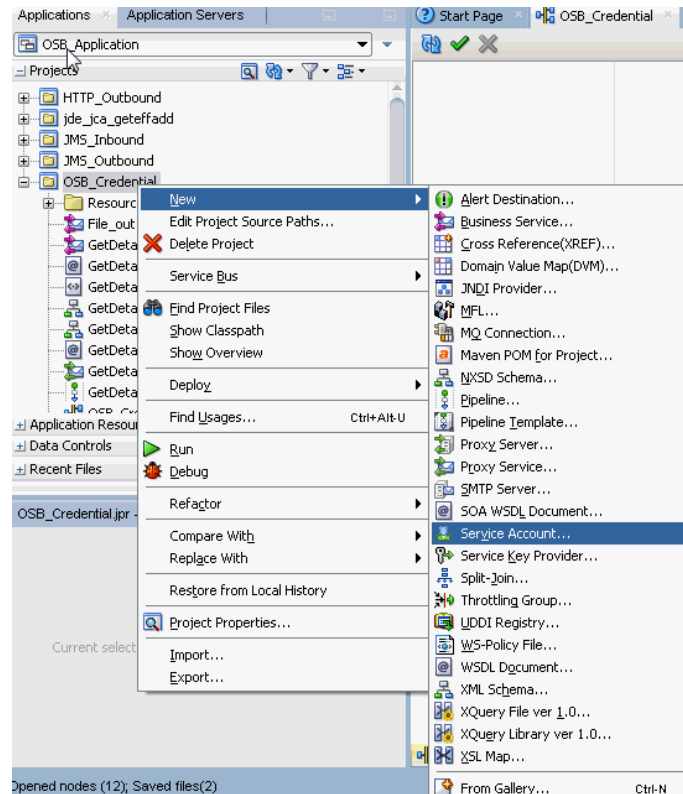 Applications
Application Servers
Start Page
OSB_Credential
OSB_Application
Projects
HTTP_Outbound
jde_jca_geteffadd
JMS_Inbound
JMS_Outbound
OSB_Credential
Resourc
File_out
GetDeta
GetDeta
GetDeta
GetDeta
GetDeta
GetDeta
GetDeta
GetDeta
OSB_Cre
Application Resour
Data Controls
Recent Files
OSB_Credential.jpr -
Current select
Opened nodes (12); Saved files(2)
New
Edit Project Source Paths...
Delete Project
Service Bus
Find Project Files
Show Classpath
Show Overview
Deploy
Find Usages... Ctrl+Alt-U
Run
Debug
Refactor
Compare With
Replace With
Restore from Local History
Project Properties...
Import...
Export...
Alert Destination...
Business Service...
Cross Reference(XREF)...
Domain Value Map(DVM)...
JNDI Provider...
MFL...
MQ Connection...
Maven POM for Project...
NXSD Schema...
Pipeline...
Pipeline Template...
Proxy Server...
Proxy Service...
SMTP Server...
SOA WSDL Document...
Service Account...
Service Key Provider...
Split-Join...
Throttling Group...
UDDI Registry...
WS-Policy File...
WSDL Document...
XML Schema...
XQuery File ver 1.0...
XQuery Library ver 1.0...
XSL Map...
From Gallery... Ctrl-N